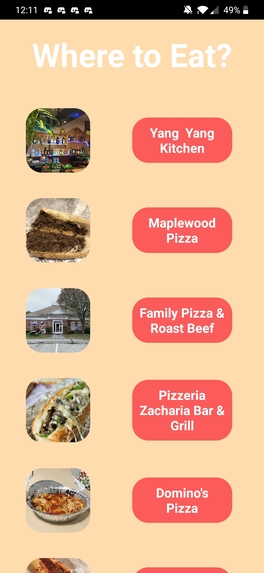 12:11
49%
Where to Eat?
Yang Yang
Kitchen
Maplewood
Pizza
Family Pizza &
Roast Beef
Pizzeria
Zacharia Bar &
Grill
Domino's
Pizza